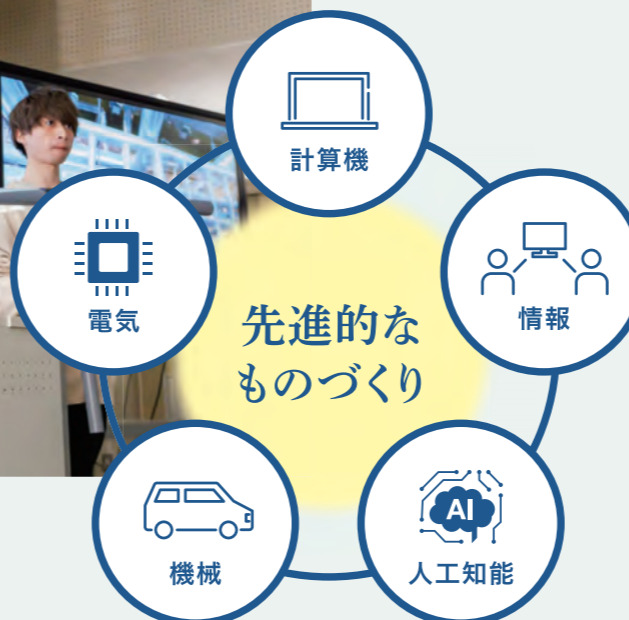 計算機
電気
情報
先進的な
ものづくり
機械
AI
人工知能